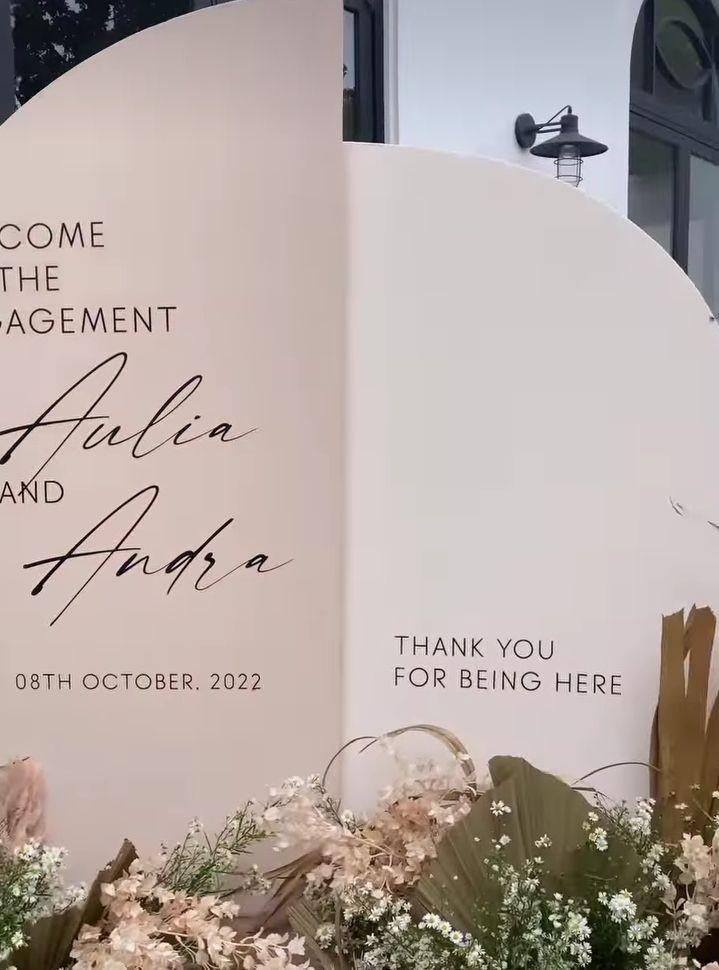 COME
THE
GAGEMENT
Aulia
AND
Andra
08TH OCTOBER. 2022
THANK YOU
FOR BEING HERE